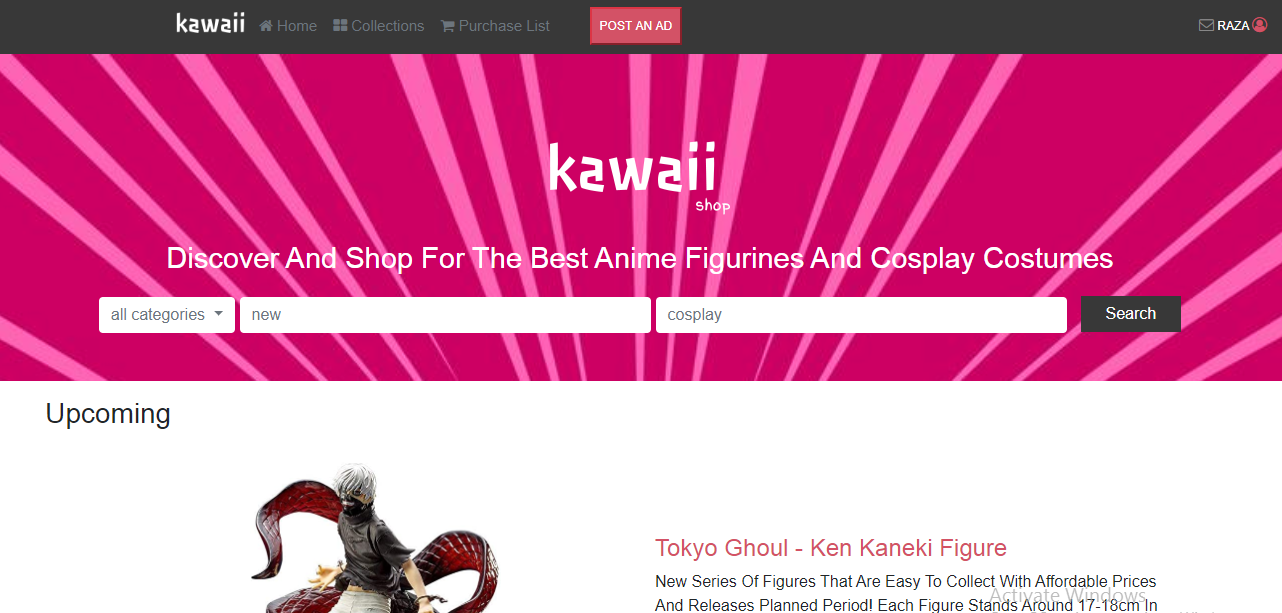 kawaii Home Collections Purchase List POST AN AD RAZA
kawaii
shop
Discover And Shop For The Best Anime Figurines And Cosplay Costumes
all categories new cosplay Search
Upcoming
Tokyo Ghoul - Ken Kaneki Figure
New Series Of Figures That Are Easy To Collect With Affordable Prices
Activate Windows
And Releases Planned Period! Each Figure Stands Around 17-18cm In